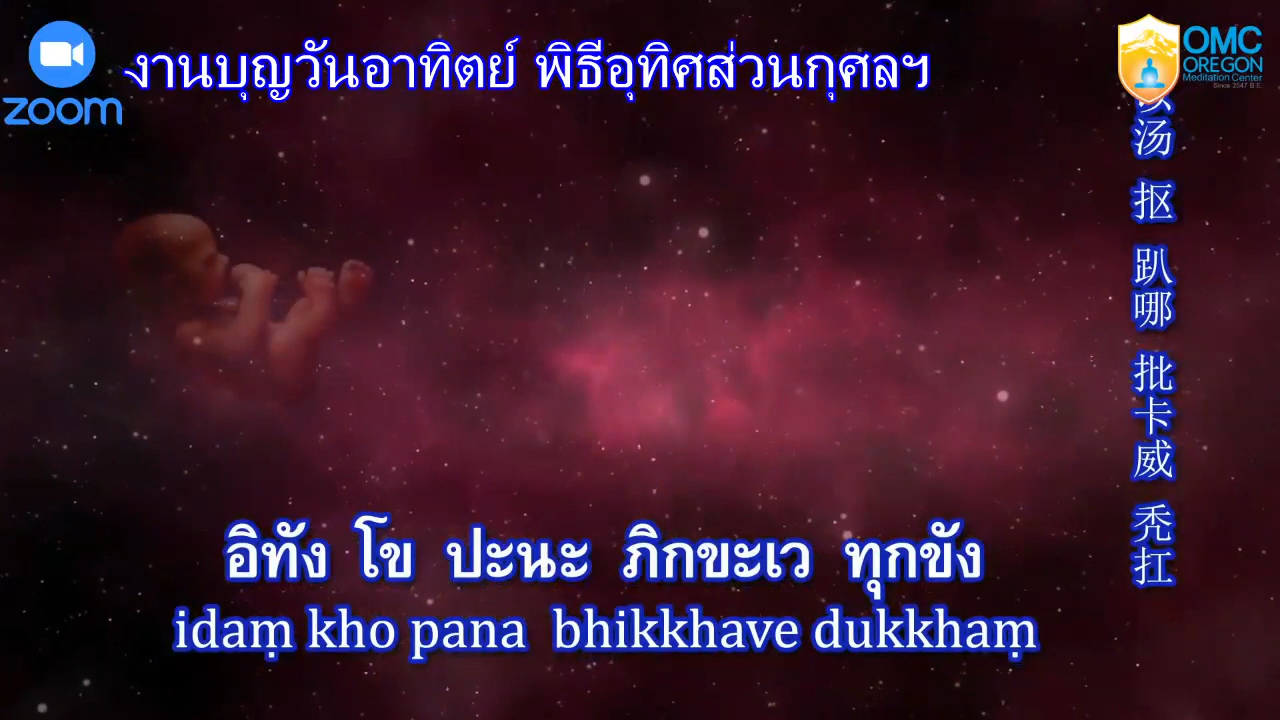 zoom
งานบุญวันอาทิตย์ พิธีอุทิศส่วนกุศลฯ
OMC
OREGON
Meditation Center
Since 2547 B.E.
汤 抠 趴哪 批卡威 秃扛
อิทัง โข ปะนะ ภิกขะเว ทุกขัง
idaṃ kho pana bhikkhave dukkhaṃ